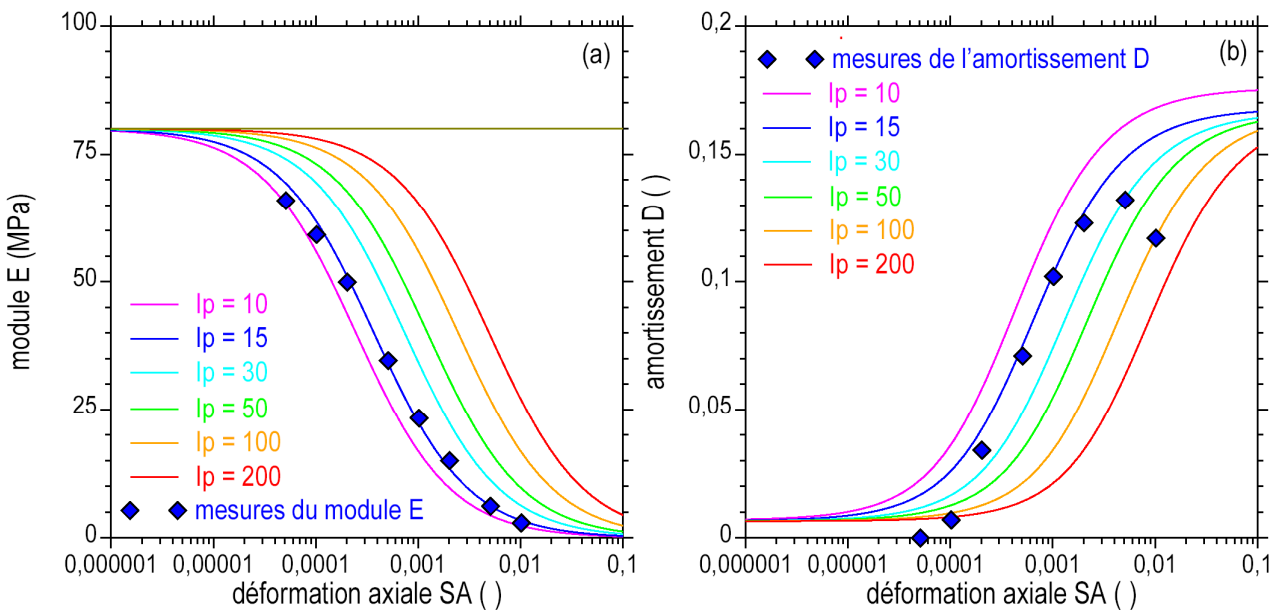 (a)
module E (MPa)
100
75
50
25
0
Ip = 10
Ip = 15
Ip = 30
Ip = 50
Ip = 100
Ip = 200
mesures du module E
0,000001 0,00001 0,0001 0,001 0,01 0,1
déformation axiale SA ( )
(b)
amortissement D ( )
0,2
0,15
0,1
0,05
0
mesures de l'amortissement D
Ip = 10
Ip = 15
Ip = 30
Ip = 50
Ip = 100
Ip = 200
0,000001 0,00001 0,0001 0,001 0,01 0,1
déformation axiale SA ( )